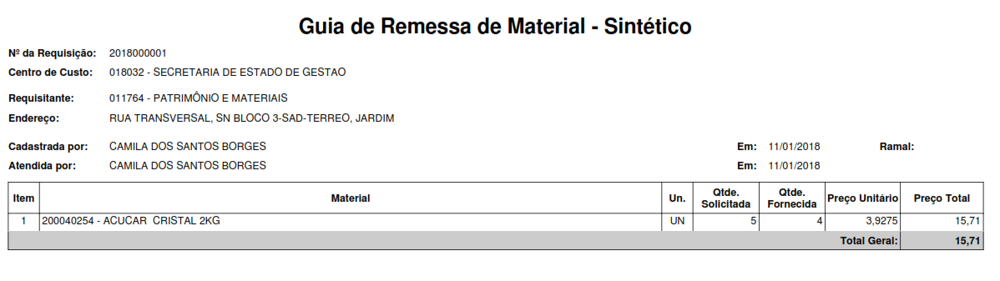 Guia de Remessa de Material - Sintético
Nº da Requisição: 2018000001
Centro de Custo: 018032 - SECRETARIA DE ESTADO DE GESTAO
Requisitante: 011764 - PATRIMÔNIO E MATERIAIS
Endereço: RUA TRANSVERSAL, SN BLOCO 3-SAD-TERREO, JARDIM
Cadastrada por: CAMILA DOS SANTOS BORGES Em: 11/01/2018 Ramal:
Atendida por: CAMILA DOS SANTOS BORGES Em: 11/01/2018
Item Material Un. Qtde. Solicitada Qtde. Fornecida Preço Unitário Preço Total
1 200040254 - ACUCAR CRISTAL 2KG UN 5 4 3,9275 15,71
Total Geral: 15,71